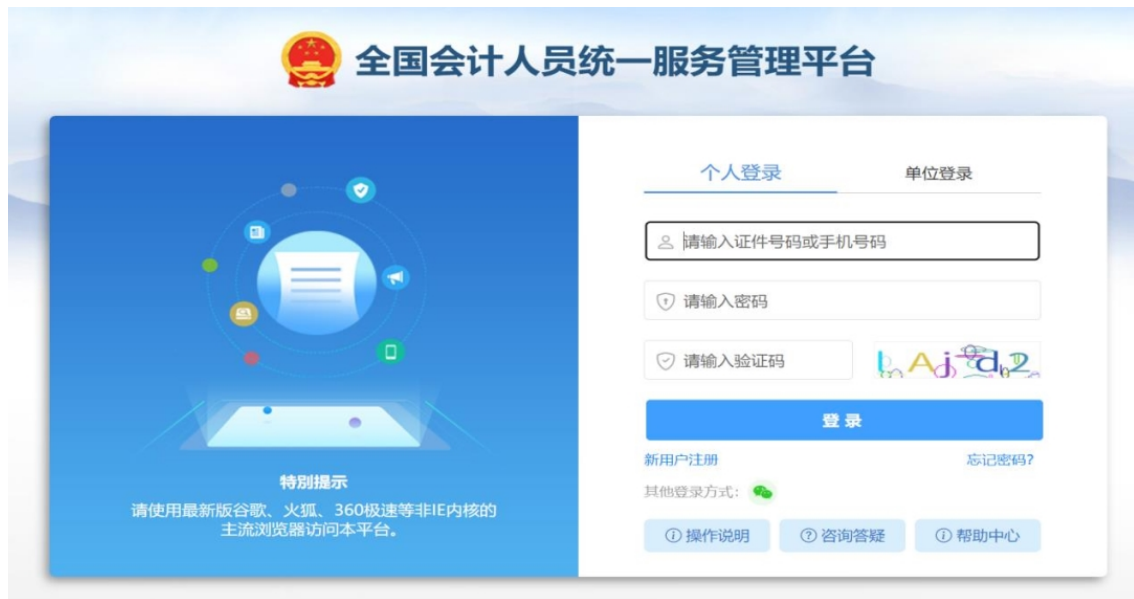 全国会计人员统一服务管理平台
个人登录
单位登录
请输入证件号码或手机号码
请输入密码
请输入验证码
登 录
新用户注册
忘记密码?
其他登录方式：
操作说明
咨询答疑
帮助中心
特别提示
请使用最新版谷歌、火狐、360极速等非IE内核的
主流浏览器访问本平台。